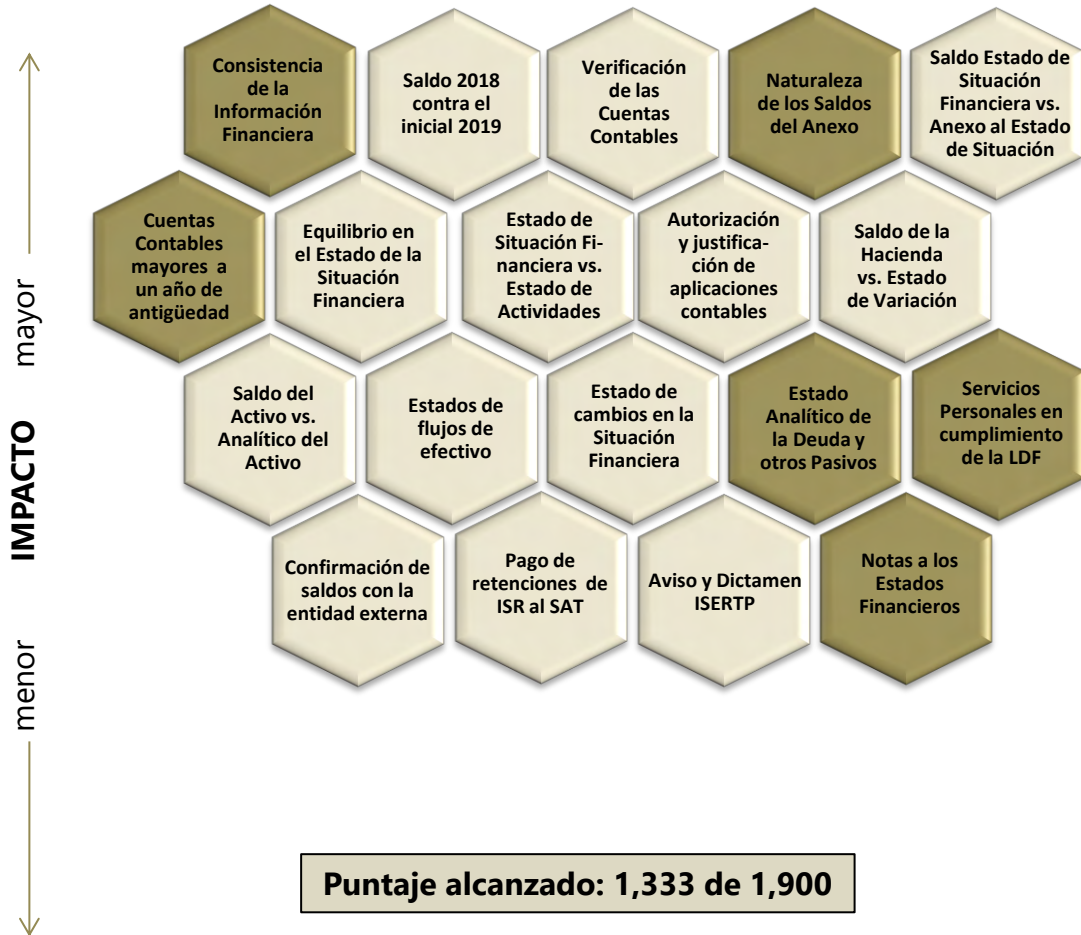 Consistencia
de la
Información
Financiera
Saldo 2018
contra el
inicial 2019
Verificación
de las
Cuentas
Contables
Naturaleza
de los Saldos
del Anexo
Saldo Estado de
Situación
Financiera vs.
Anexo al Estado
de Situación
Cuentas
Contables
mayores a
un año de
antigüedad
Equilibrio en
el Estado de la
Situación
Financiera
Estado de
Situación Fi-
nanciera vs.
Estado de
Actividades
Autorización
y justifica-
ción de
aplicaciones
contables
Saldo de la
Hacienda
vs. Estado
de Variación
Saldo del
Activo vs.
Analítico del
Activo
Estados de
flujos de
efectivo
Estado de
cambios en la
Situación
Financiera
Estado
Analítico de
la Deuda y
otros Pasivos
Servicios
Personales en
cumplimiento
de la LDF
Confirmación de
saldos con la
entidad externa
Pago de
retenciones de
ISR al SAT
Aviso y Dictamen
ISERTP
Notas a los
Estados
Financieros
mayor
IMPACTO
menor
Puntaje alcanzado: 1,333 de 1,900